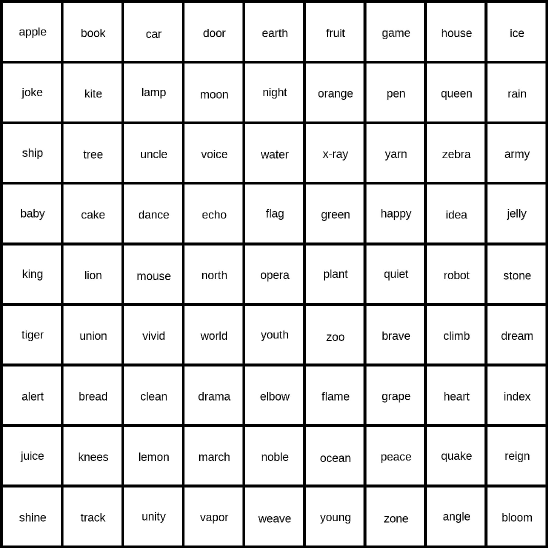 apple book car door earth fruit game house ice
joke kite lamp moon night orange pen queen rain
ship tree uncle voice water x-ray yarn zebra army
baby cake dance echo flag green happy idea jelly
king lion mouse north opera plant quiet robot stone
tiger union vivid world youth zoo brave climb dream
alert bread clean drama elbow flame grape heart index
juice knees lemon march noble ocean peace quake reign
shine track unity vapor weave young zone angle bloom